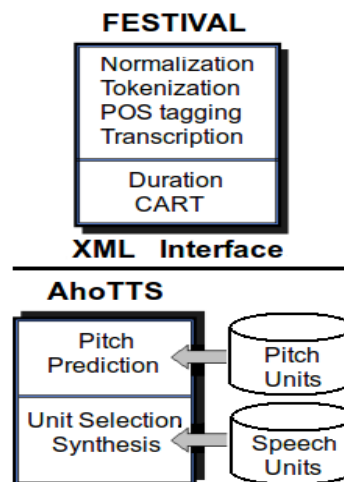 FESTIVAL
Normalization
Tokenization
POS tagging
Transcription
Duration
CART
XML Interface
AhoTTS
Pitch
Prediction
Pitch
Units
Unit Selection
Synthesis
Speech
Units